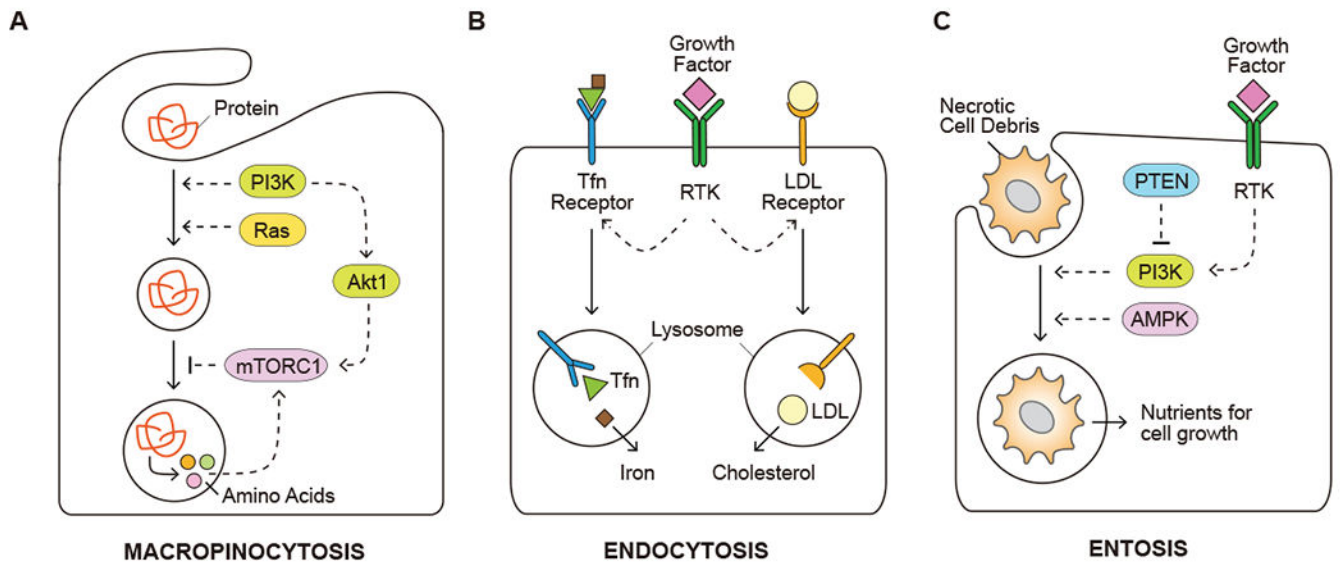 A
Protein
PI3K
Ras
Akt1
mTORC1
Amino Acids
MACROPINOCYTOSIS
B
Growth
Factor
Tfn
Receptor
RTK
LDL
Receptor
Lysosome
Tfn
LDL
Iron
Cholesterol
ENDOCYTOSIS
C
Growth
Factor
Necrotic
Cell Debris
PTEN
RTK
PI3K
AMPK
Nutrients for
cell growth
ENTOSIS